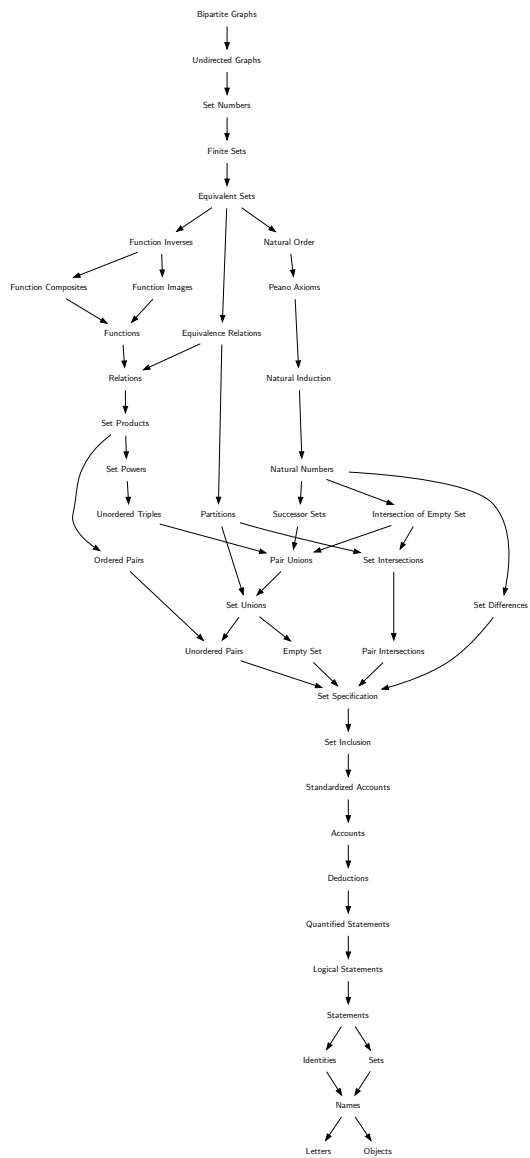 Bipartite Graphs
Undirected Graphs
Set Numbers
Finite Sets
Equivalent Sets
Function Inverses
Natural Order
Function Composites
Function Images
Peano Axioms
Functions
Equivalence Relations
Relations
Natural Induction
Set Products
Set Powers
Natural Numbers
Unordered Triples
Partitions
Successor Sets
Intersection of Empty Set
Ordered Pairs
Pair Unions
Set Intersections
Set Unions
Set Differences
Unordered Pairs
Empty Set
Pair Intersections
Set Specification
Set Inclusion
Standardized Accounts
Accounts
Deductions
Quantified Statements
Logical Statements
Statements
Identities
Sets
Names
Letters
Objects